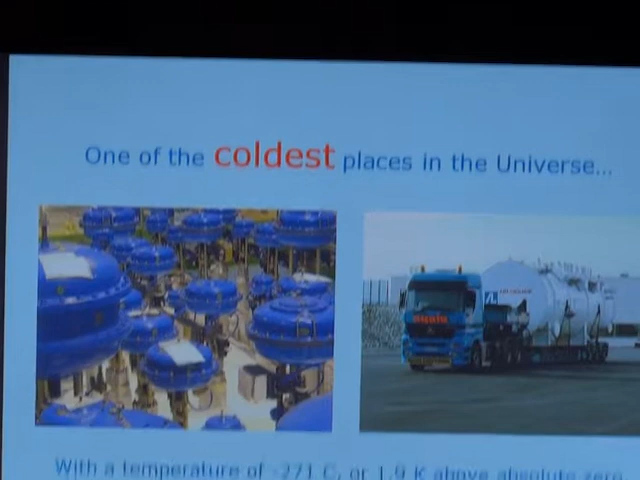 One of the coldest places in the Universe...
With a temperature of -271 C, or 1.9 K above absolute zero,